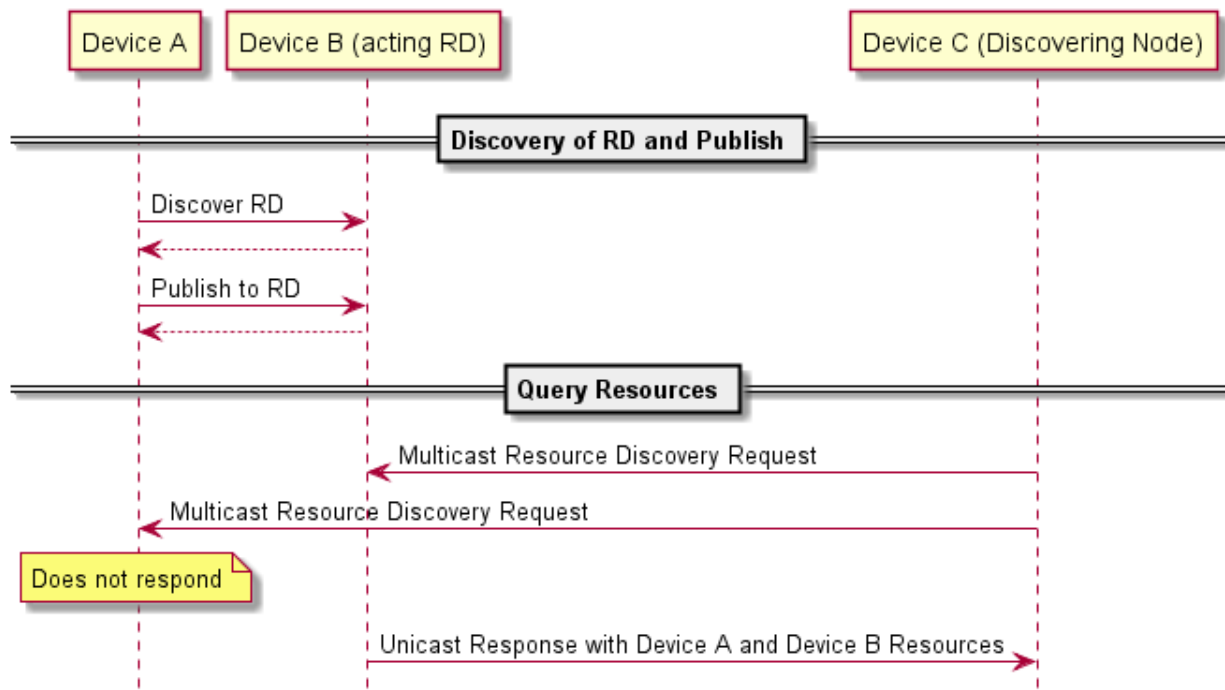 Device A
Device B (acting RD)
Device C (Discovering Node)
Discovery of RD and Publish
Discover RD
Publish to RD
Query Resources
Multicast Resource Discovery Request
Multicast Resource Discovery Request
Does not respond
Unicast Response with Device A and Device B Resources